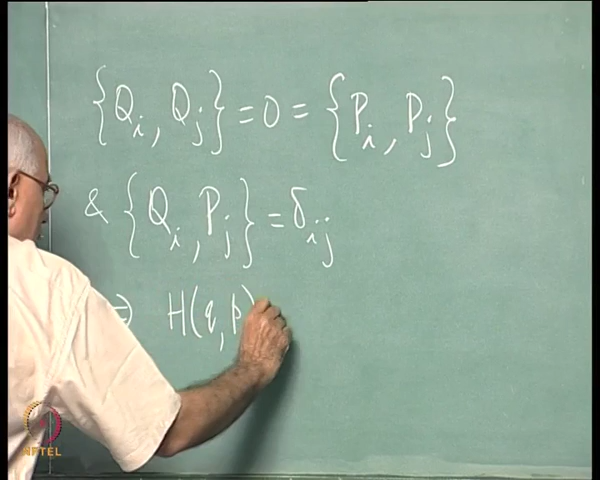 {Q_i, Q_j} = 0 = {P_i, P_j}
& {Q_i, P_j} = δ_ij
⇒ H(q, p)
NPTEL